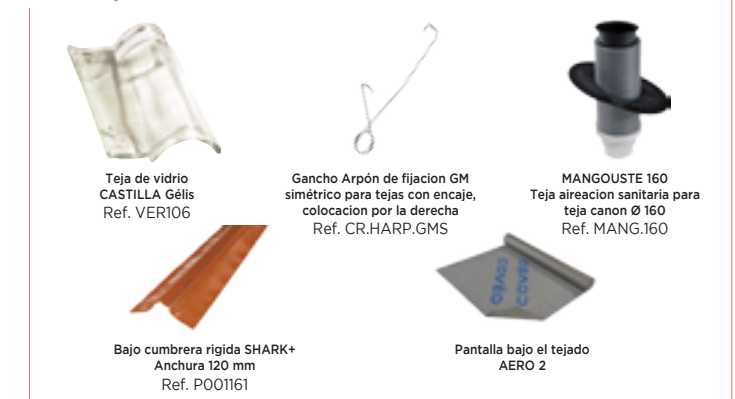 Teja de vidrio
CASTILLA Gélis
Ref. VER106
Gancho Arpón de fijacion GM
simétrico para tejas con encaje,
colocacion por la derecha
Ref. CR.HARP.GMS
MANGOUSTE 160
Teja aireacion sanitaria para
teja canon Ø 160
Ref. MANG.160
COVÉO
COVÉO
Bajo cumbrera rigida SHARK+
Anchura 120 mm
Ref. P001161
Pantalla bajo el tejado
AERO 2